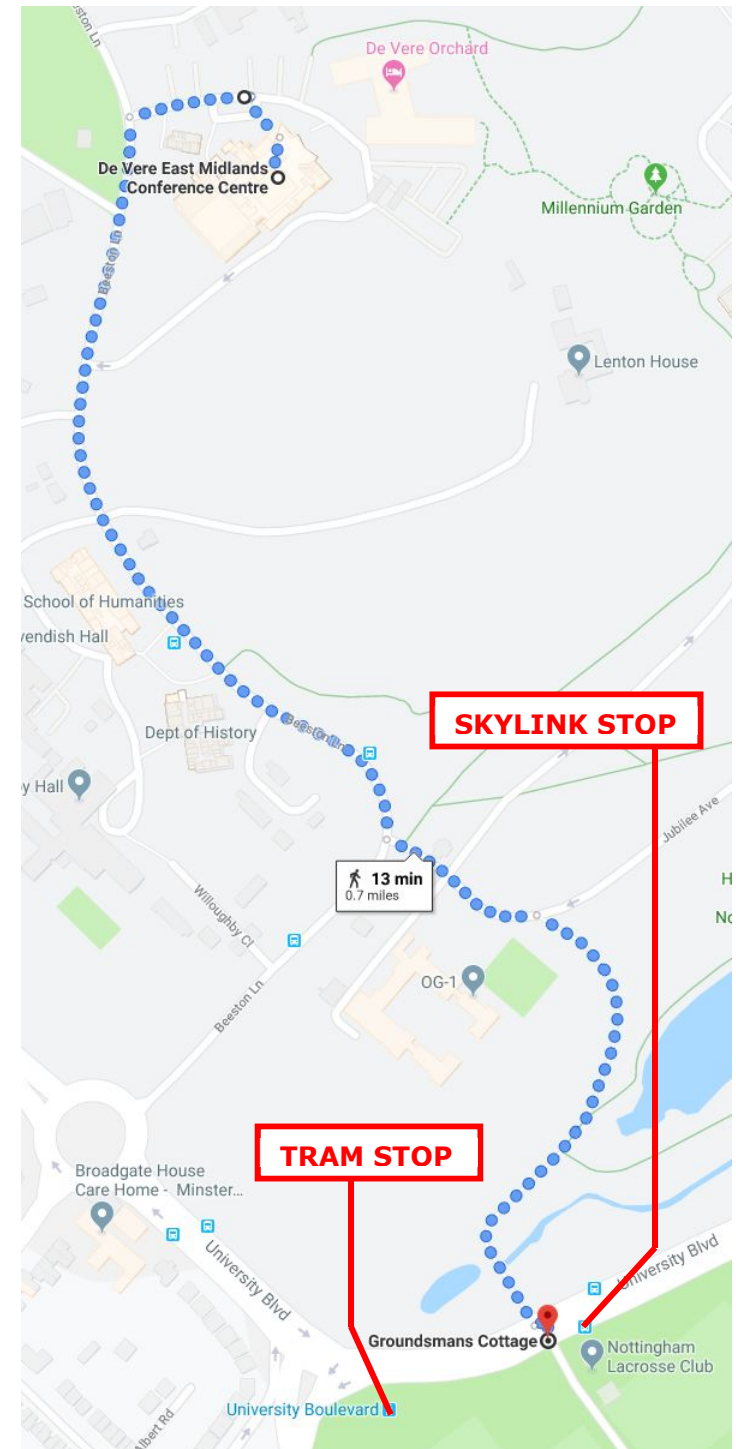 eston Ln
De Vere Orchard
De Vere East Midlands
Conference Centre
Millennium Garden
Beeston Ln
Lenton House
School of Humanities
vendish Hall
SKYLINK STOP
Dept of History
Beeston Ln
y Hall
Jubilee Ave
13 min
0.7 miles
H
Willoughby Cl
No
OG-1
Beeston Ln
TRAM STOP
Broadgate House
Care Home - Minster...
University Blvd
University Blvd
Groundsmans Cottage
Nottingham
Lacrosse Club
University Boulevard
Albert Rd